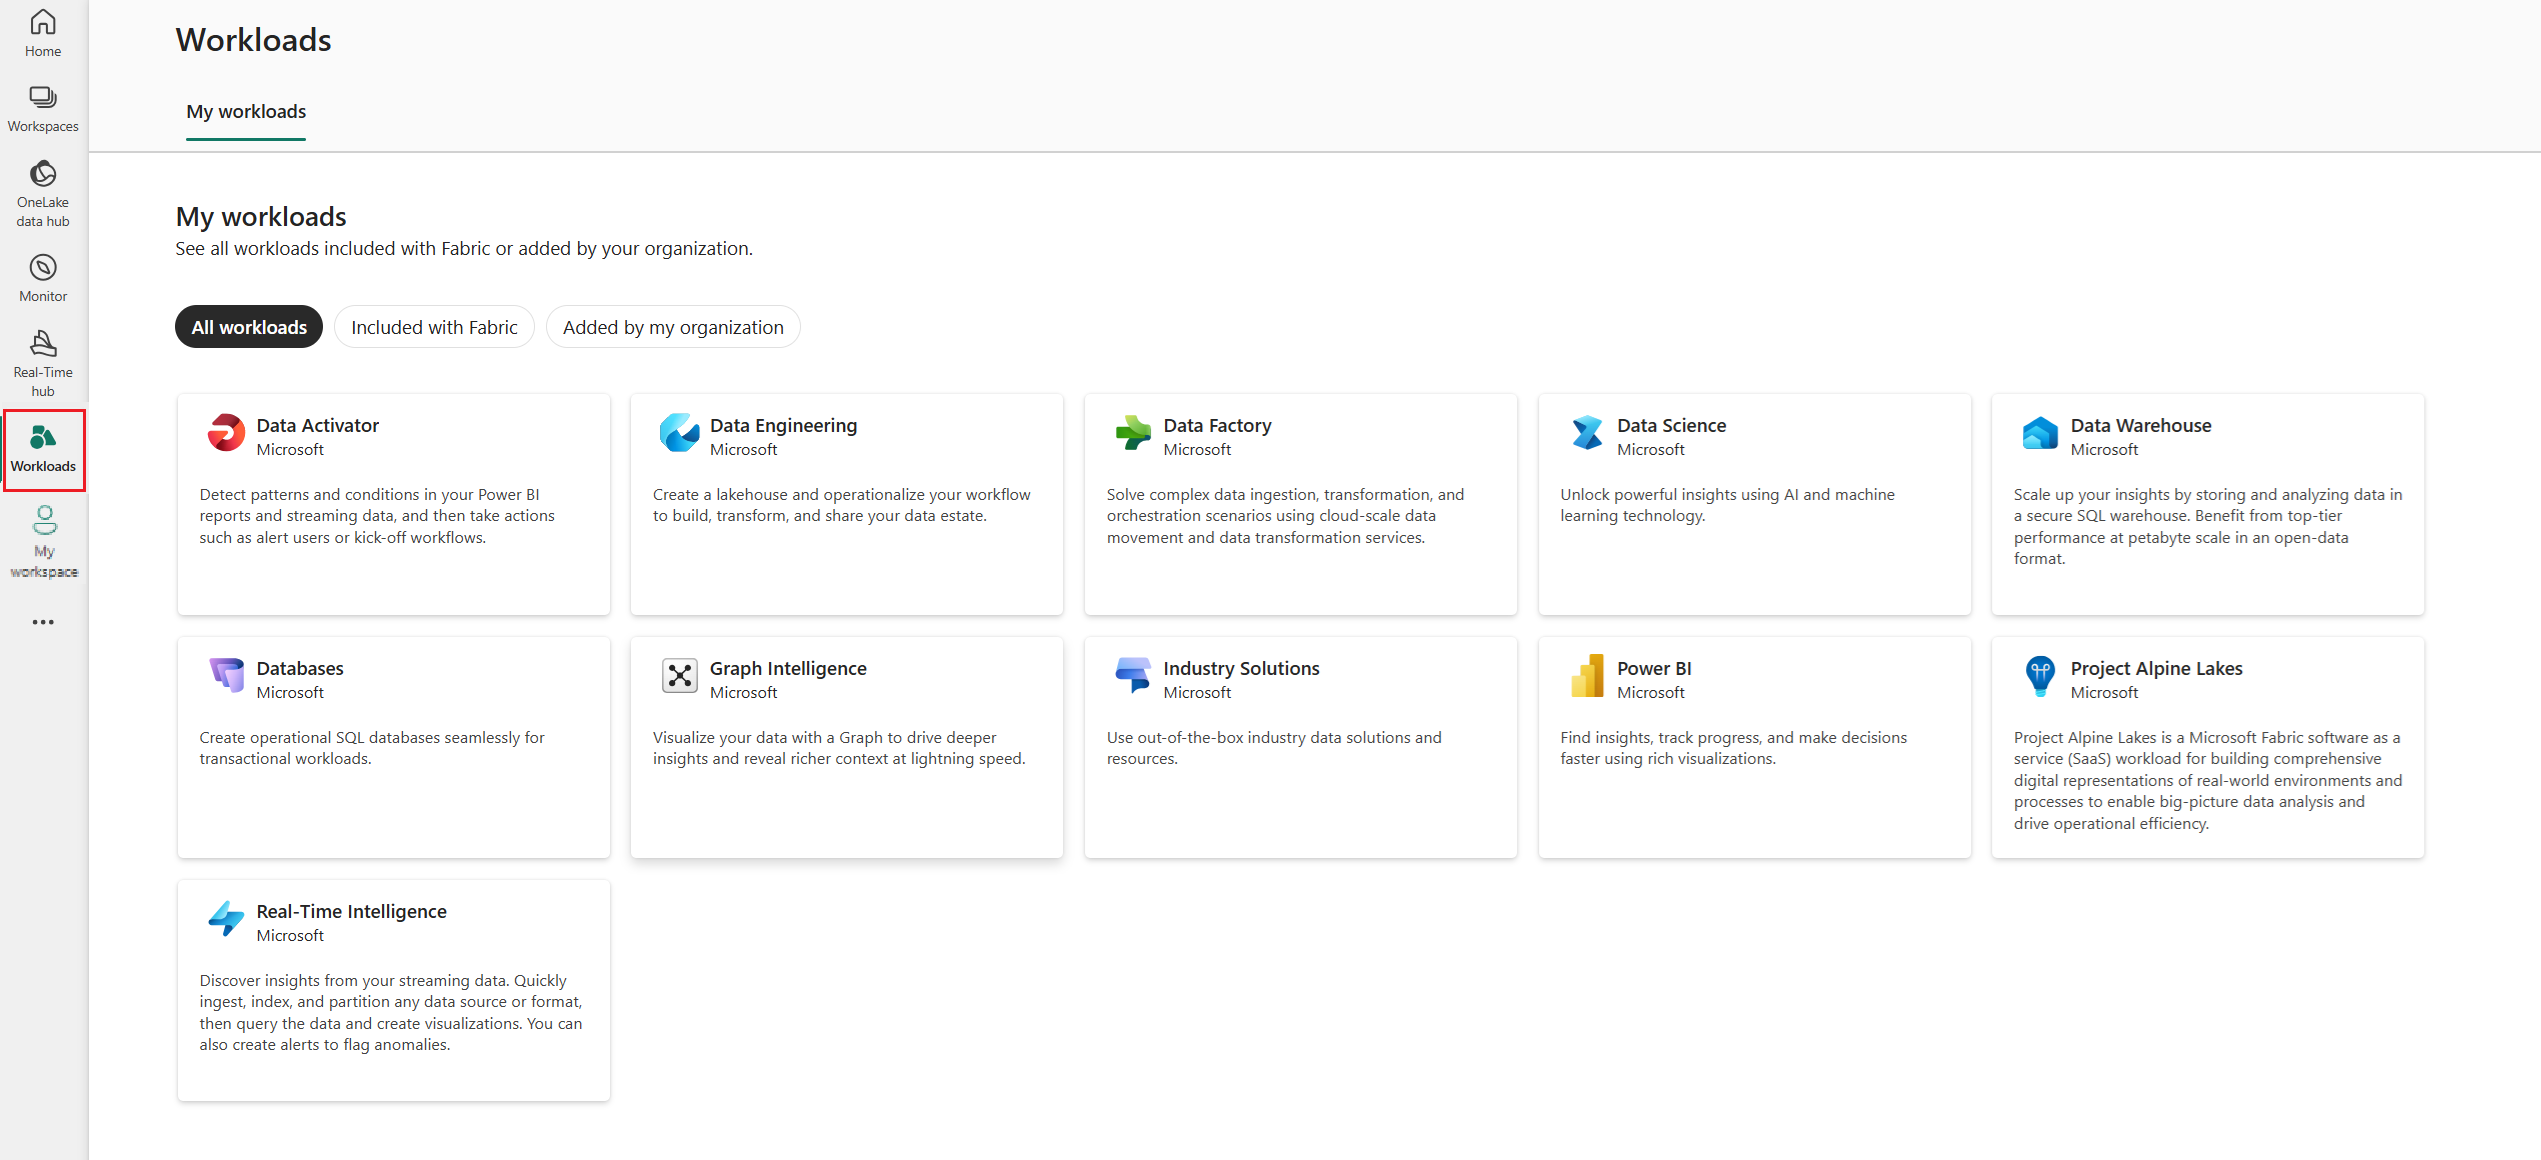 Home
Workspaces
OneLake
data hub
Monitor
Real-Time
hub
Workloads
My
workspace
Workloads
My workloads
My workloads
See all workloads included with Fabric or added by your organization.
All workloads
Included with Fabric
Added by my organization
Data Activator
Microsoft
Detect patterns and conditions in your Power BI
reports and streaming data, and then take actions
such as alert users or kick-off workflows.
Data Engineering
Microsoft
Create a lakehouse and operationalize your workflow
to build, transform, and share your data estate.
Data Factory
Microsoft
Solve complex data ingestion, transformation, and
orchestration scenarios using cloud-scale data
movement and data transformation services.
Data Science
Microsoft
Unlock powerful insights using AI and machine
learning technology.
Data Warehouse
Microsoft
Scale up your insights by storing and analyzing data in
a secure SQL warehouse. Benefit from top-tier
performance at petabyte scale in an open-data
format.
Databases
Microsoft
Create operational SQL databases seamlessly for
transactional workloads.
Graph Intelligence
Microsoft
Visualize your data with a Graph to drive deeper
insights and reveal richer context at lightning speed.
Industry Solutions
Microsoft
Use out-of-the-box industry data solutions and
resources.
Power BI
Microsoft
Find insights, track progress, and make decisions
faster using rich visualizations.
Project Alpine Lakes
Microsoft
Project Alpine Lakes is a Microsoft Fabric software as a
service (SaaS) workload for building comprehensive
digital representations of real-world environments and
processes to enable big-picture data analysis and
drive operational efficiency.
Real-Time Intelligence
Microsoft
Discover insights from your streaming data. Quickly
ingest, index, and partition any data source or format,
then query the data and create visualizations. You can
also create alerts to flag anomalies.